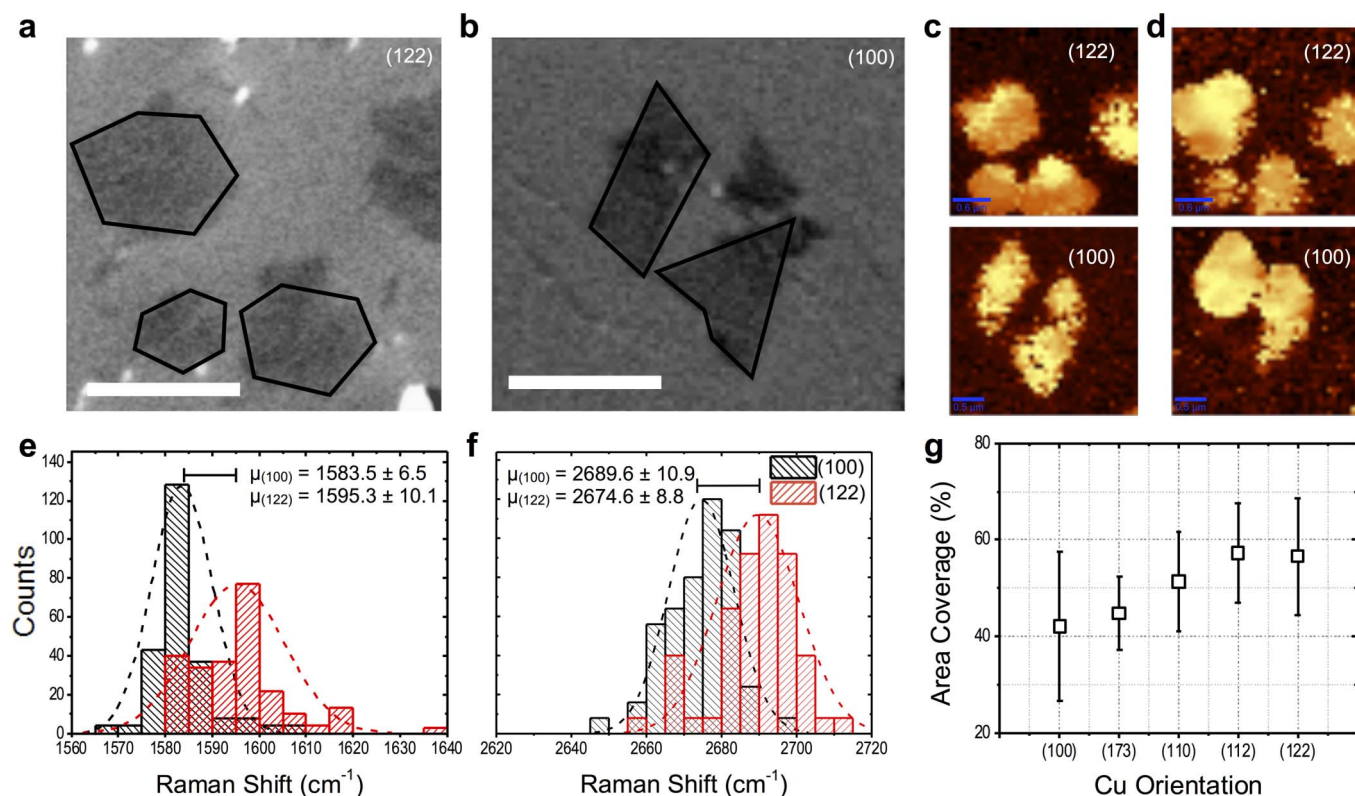 a
(122)
b
(100)
c
(122)
0.6 µm
(100)
0.5 µm
d
(122)
0.6 µm
(100)
0.5 µm
e
μ(100) = 1583.5 ± 6.5
μ(122) = 1595.3 ± 10.1
Counts
140
120
100
80
60
40
20
0
1560 1570 1580 1590 1600 1610 1620 1630 1640
Raman Shift (cm⁻¹)
f
μ(100) = 2689.6 ± 10.9
μ(122) = 2674.6 ± 8.8
(100)
(122)
2620 2640 2660 2680 2700 2720
Raman Shift (cm⁻¹)
g
Area Coverage (%)
80
60
40
20
(100) (173) (110) (112) (122)
Cu Orientation